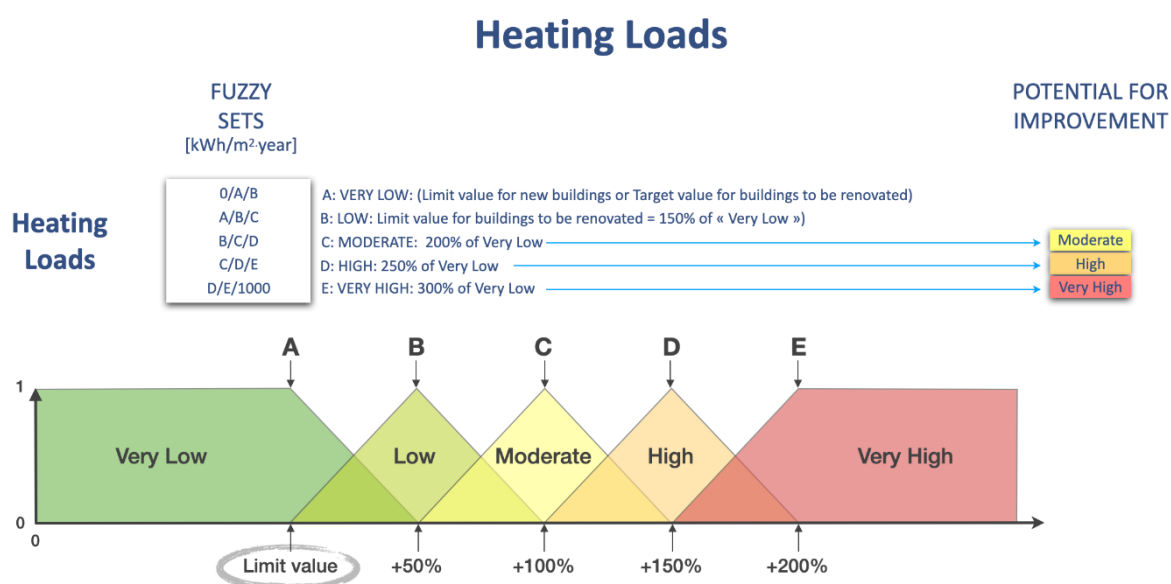 Heating Loads
FUZZY
SETS
[kWh/m²·year]
POTENTIAL FOR
IMPROVEMENT
Heating
Loads
0/A/B
A: VERY LOW: (Limit value for new buildings or Target value for buildings to be renovated)
A/B/C
B: LOW: Limit value for buildings to be renovated = 150% of « Very Low »)
B/C/D
C: MODERATE: 200% of Very Low
Moderate
C/D/E
D: HIGH: 250% of Very Low
High
D/E/1000
E: VERY HIGH: 300% of Very Low
Very High
A
B
C
D
E
1
Very Low
Low
Moderate
High
Very High
0
0
Limit value
+50%
+100%
+150%
+200%